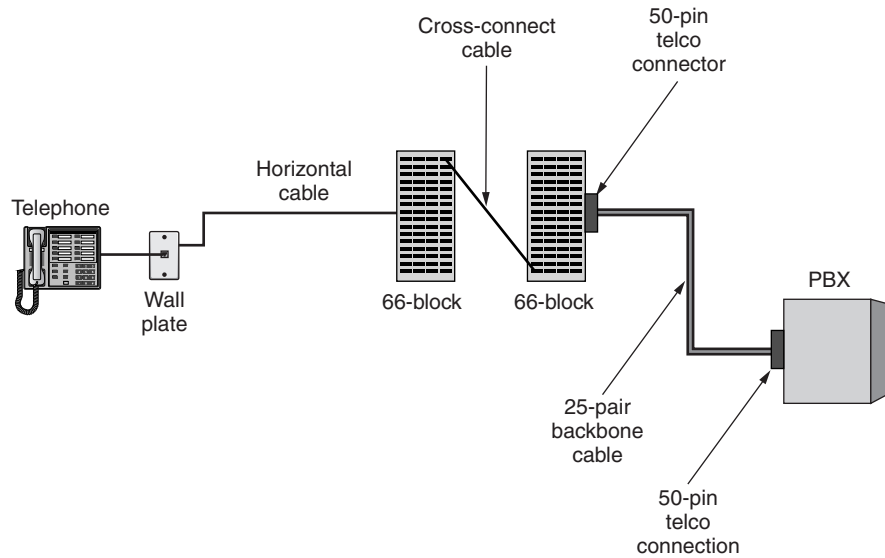 Cross-connect
cable
50-pin
telco
connector
Horizontal
cable
Telephone
Wall
plate
66-block
66-block
PBX
25-pair
backbone
cable
50-pin
telco
connection